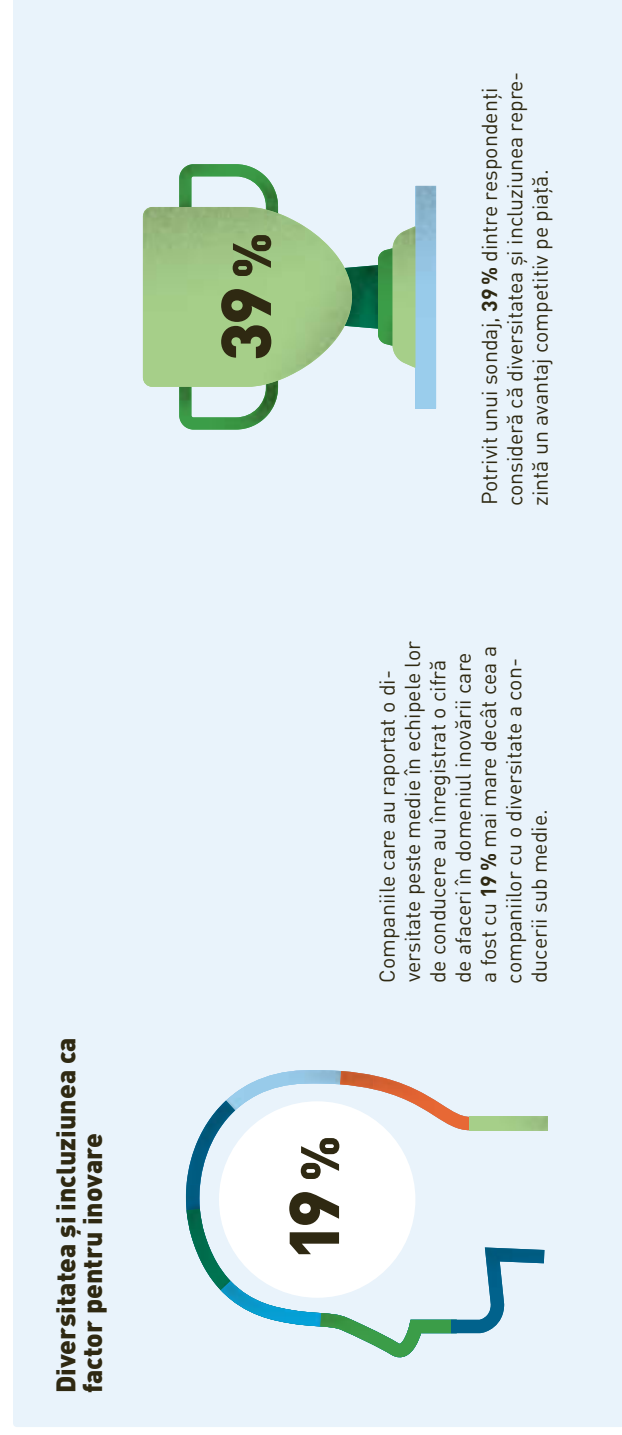 Diversitatea și incluziunea ca
factor pentru inovare
19 %
Companiile care au raportat o di-
versitate peste medie în echipele lor
de conducere au înregistrat o cifră
de afaceri în domeniul inovării care
a fost cu 19 % mai mare decât cea a
companiilor cu o diversitate a con-
ducerii sub medie.
39 %
Potrivit unui sondaj, 39 % dintre respondenți
consideră că diversitatea și incluziunea repre-
zintă un avantaj competitiv pe piață.